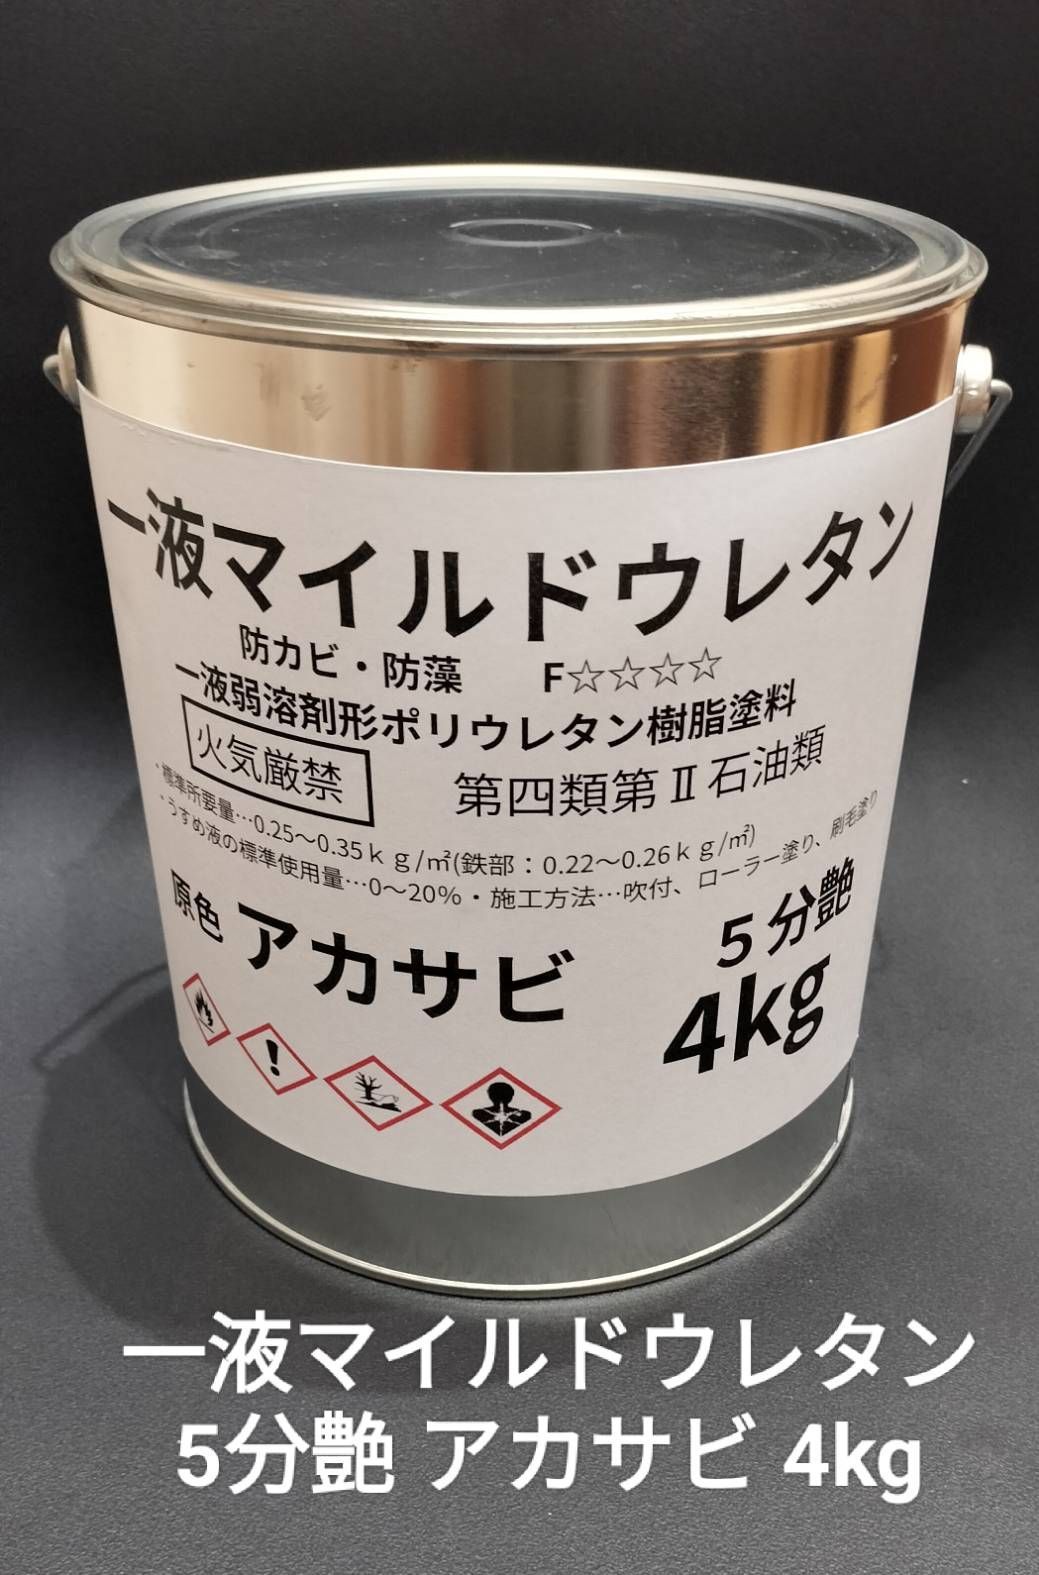 一液マイルドウレタン
防カビ・防藻 F☆☆☆☆
一液弱溶剤形ポリウレタン樹脂塗料
火気厳禁 第四類第Ⅱ石油類
・標準所要量…0.25～0.35ｋｇ/㎡(鉄部：0.22～0.26ｋｇ/㎡)
・うすめ液の標準使用量…0～20%・施工方法…吹付、ローラー塗り、刷毛塗り
原色 アカサビ 5分艶
4kg
一液マイルドウレタン
5分艶 アカサビ 4kg